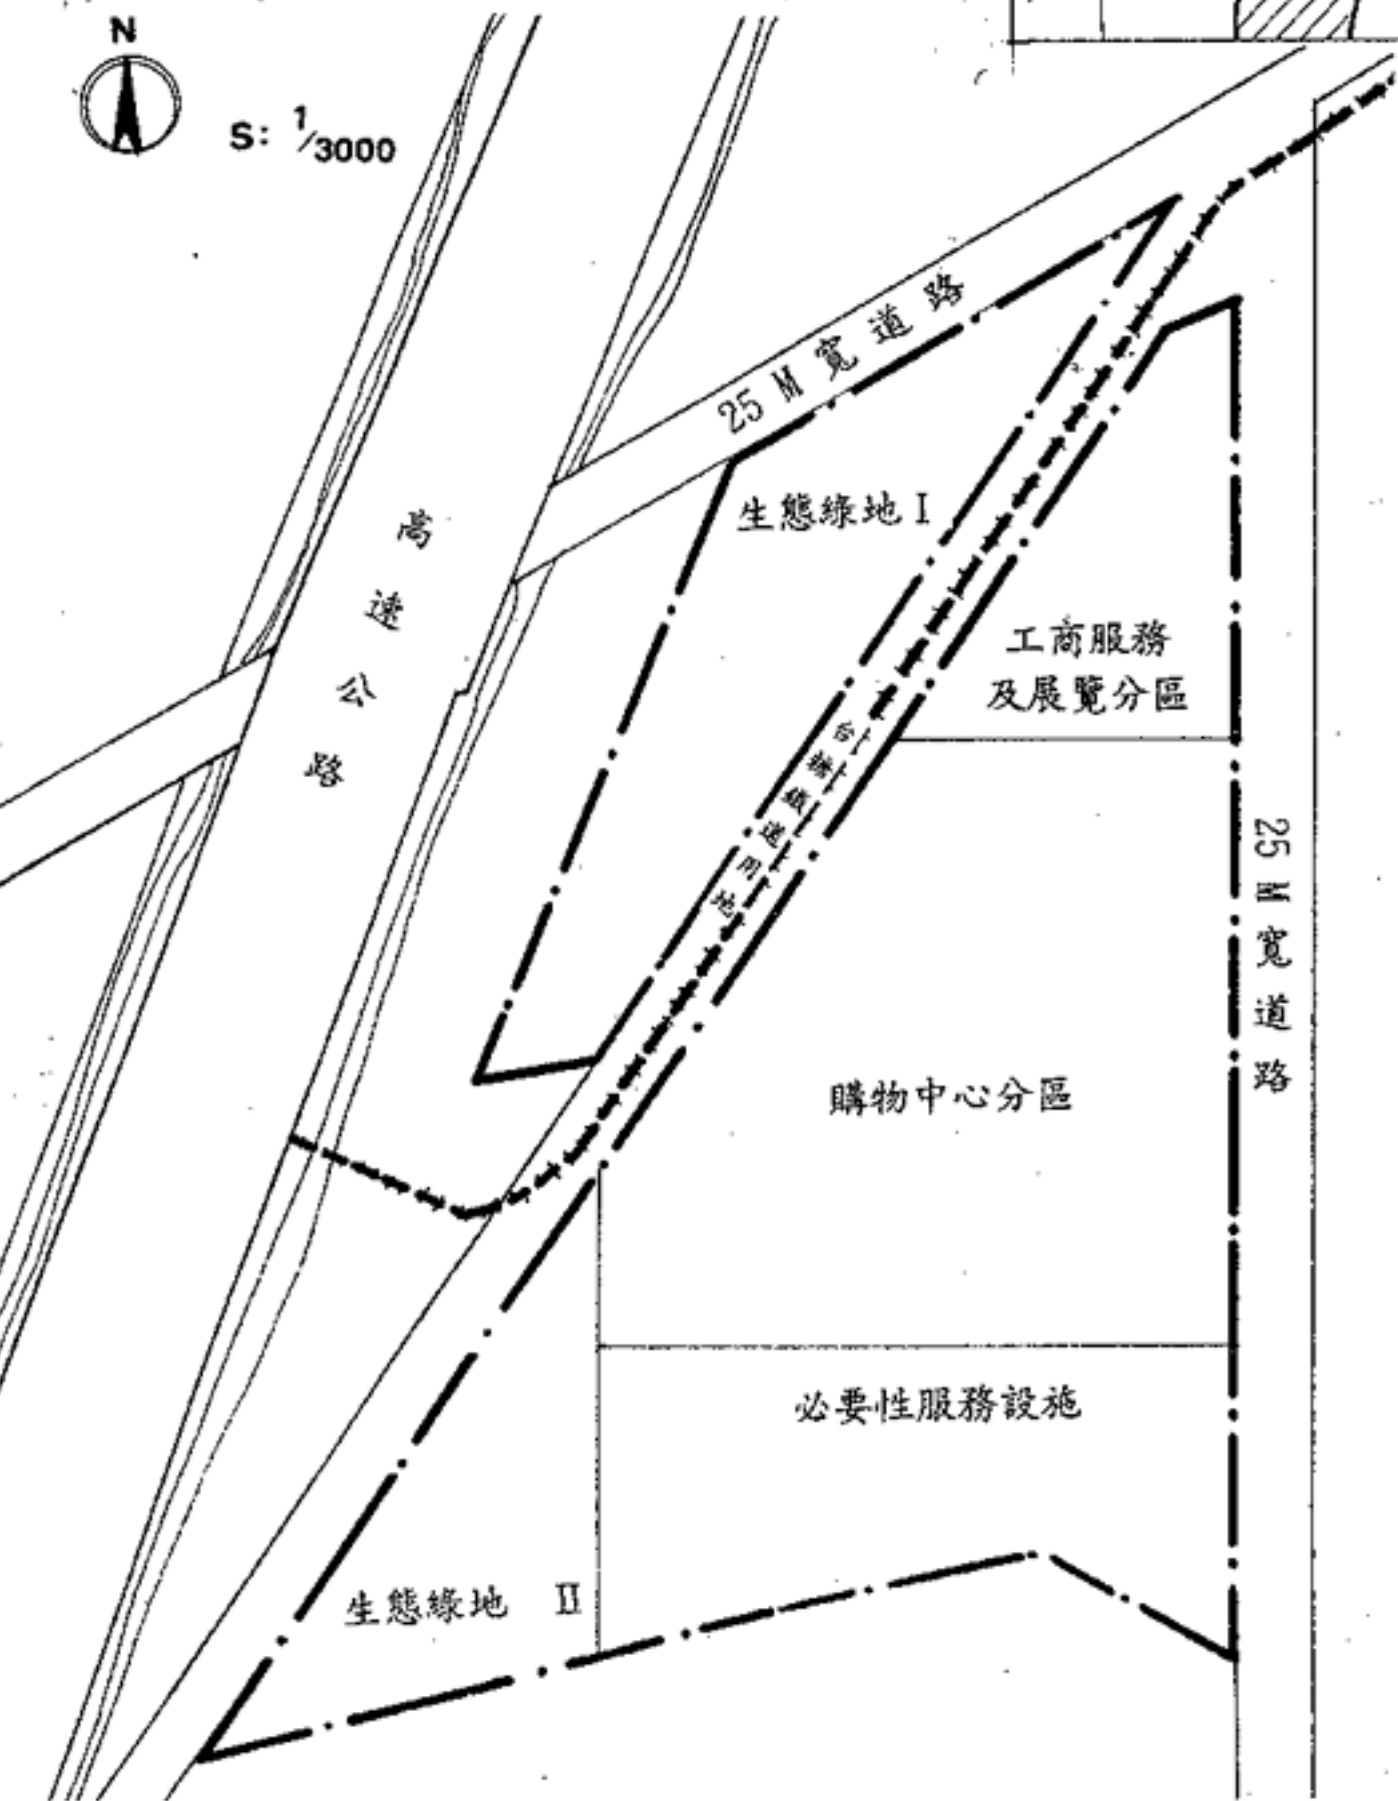 N
S: 1/3000
25 M 寬道路
生態綠地 I
高速公路
工商服務
及展覽分區
台糖鐵道用地
25 M 寬道路
購物中心分區
必要性服務設施
生態綠地 II